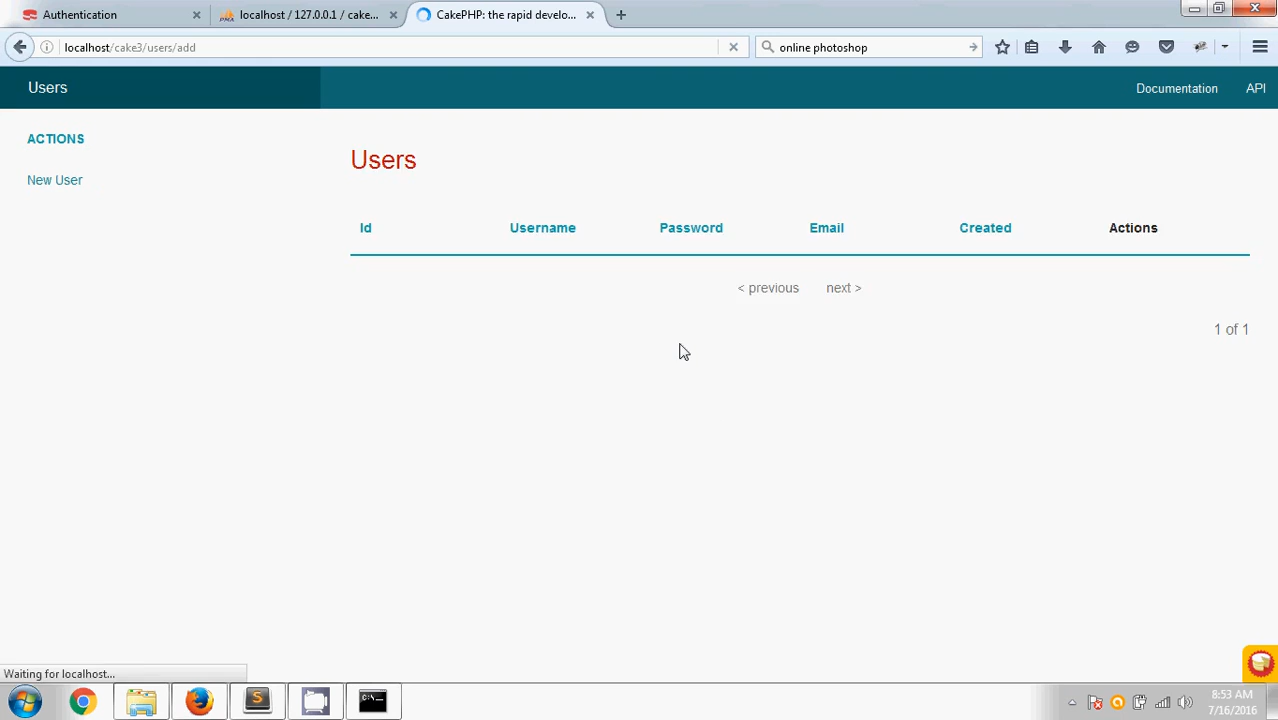 Authentication
localhost / 127.0.0.1 / cake...
CakePHP: the rapid develo...
localhost/cake3/users/add
online photoshop
Users
Documentation
API
ACTIONS
New User
Users
Id
Username
Password
Email
Created
Actions
< previous
next >
1 of 1
Waiting for localhost...
8:53 AM
7/16/2016